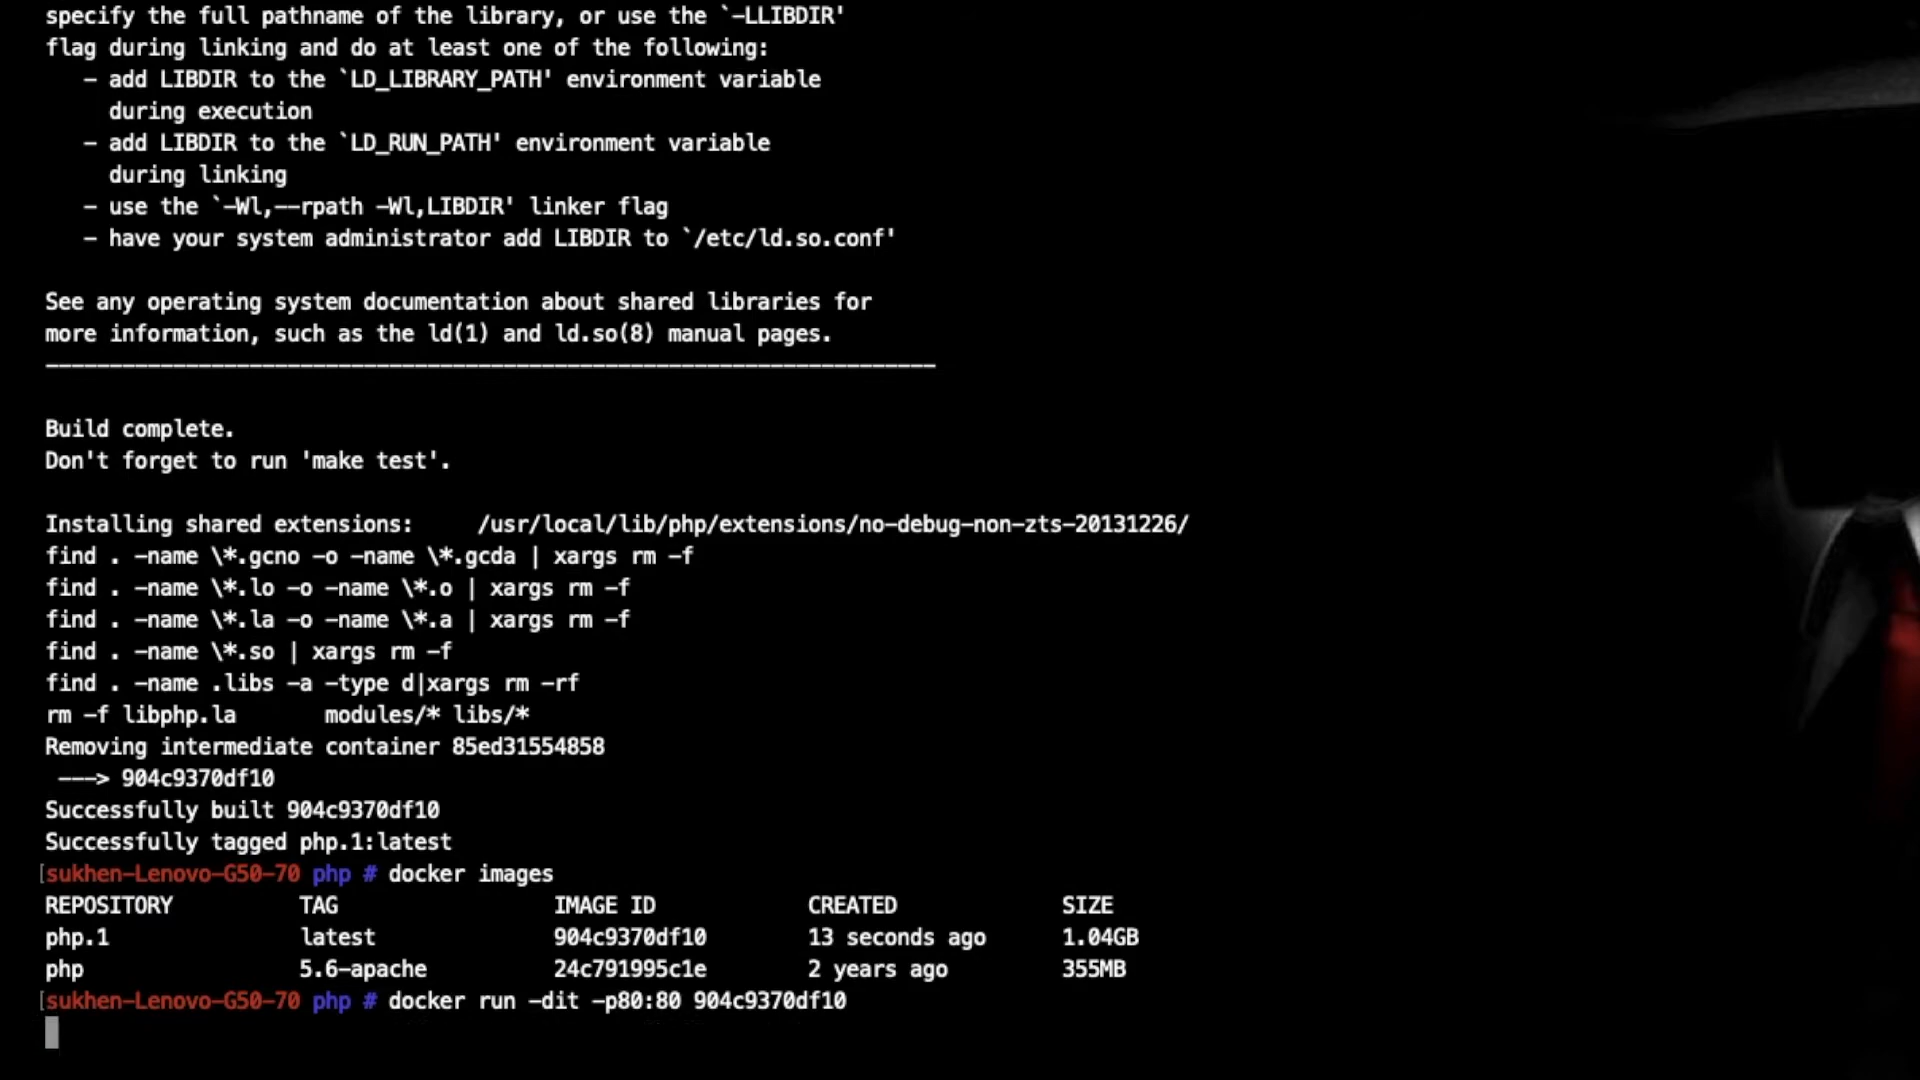 specify the full pathname of the library, or use the `-LLIBDIR'
flag during linking and do at least one of the following:
   - add LIBDIR to the `LD_LIBRARY_PATH' environment variable
     during execution
   - add LIBDIR to the `LD_RUN_PATH' environment variable
     during linking
   - use the `-Wl,--rpath -Wl,LIBDIR' linker flag
   - have your system administrator add LIBDIR to `/etc/ld.so.conf'
See any operating system documentation about shared libraries for
more information, such as the ld(1) and ld.so(8) manual pages.
----------------------------------------------------------------------
Build complete.
Don't forget to run 'make test'.
Installing shared extensions:     /usr/local/lib/php/extensions/no-debug-non-zts-20131226/
find . -name \*.gcno -o -name \*.gcda | xargs rm -f
find . -name \*.lo -o -name \*.o | xargs rm -f
find . -name \*.la -o -name \*.a | xargs rm -f
find . -name \*.so | xargs rm -f
find . -name .libs -a -type d|xargs rm -rf
rm -f libphp.la       modules/* libs/*
Removing intermediate container 85ed31554858
 ---> 904c9370df10
Successfully built 904c9370df10
Successfully tagged php.1:latest
[sukhen-Lenovo-G50-70 php # docker images
REPOSITORY          TAG                 IMAGE ID            CREATED             SIZE
php.1               latest              904c9370df10        13 seconds ago      1.04GB
php                 5.6-apache          24c791995c1e        2 years ago         355MB
[sukhen-Lenovo-G50-70 php # docker run -dit -p80:80 904c9370df10